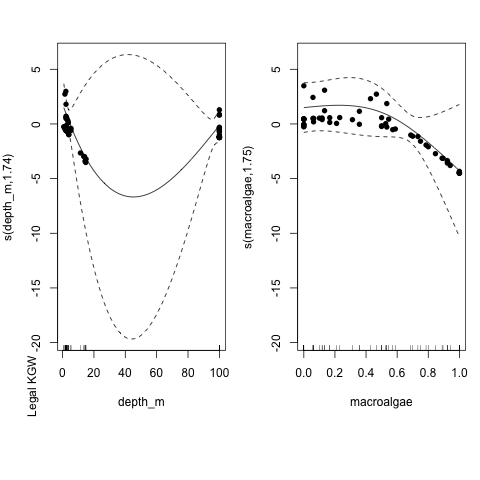 s(depth_m,1.74)
5
0
-5
-10
-15
-20
0 20 40 60 80 100
depth_m
Legal KGW
s(macroalgae,1.75)
5
0
-5
-10
-15
-20
0.0 0.2 0.4 0.6 0.8 1.0
macroalgae